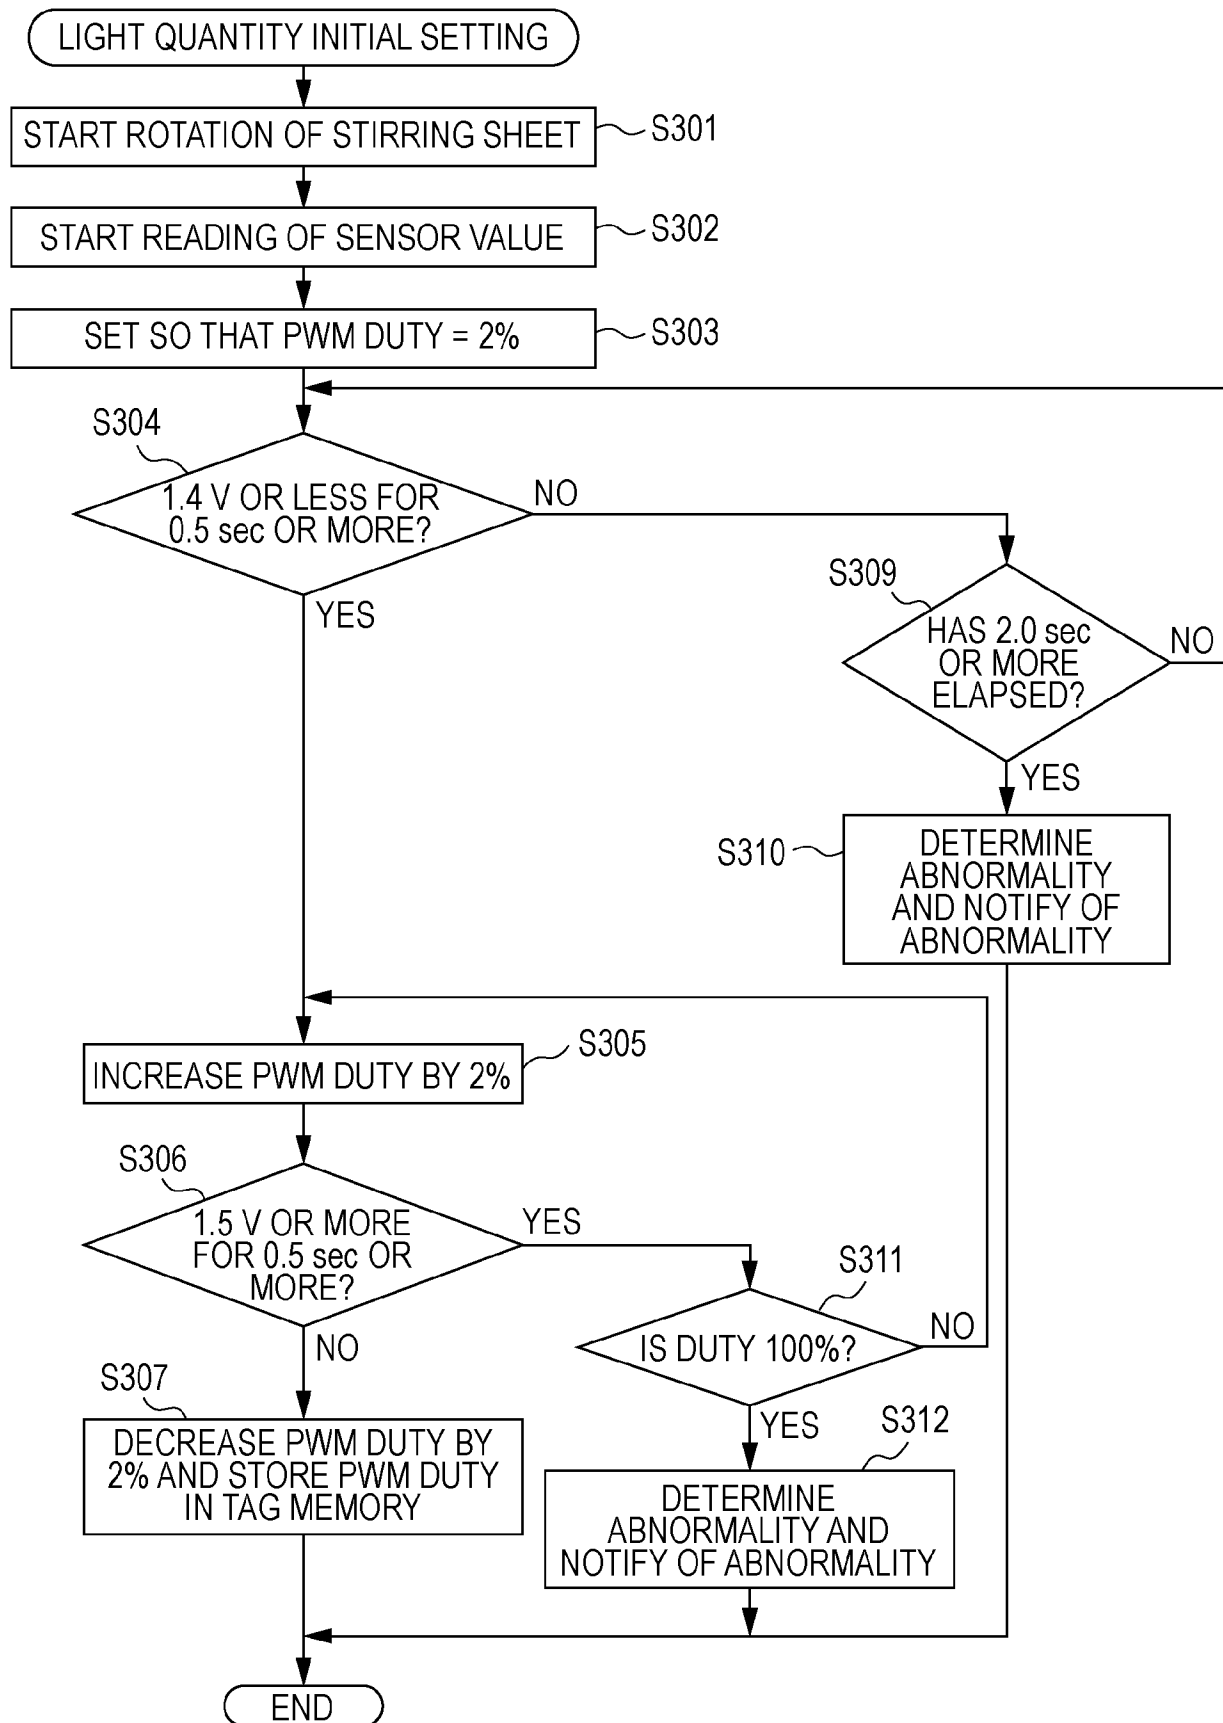 LIGHT QUANTITY INITIAL SETTING
START ROTATION OF STIRRING SHEET
S301
START READING OF SENSOR VALUE
S302
SET SO THAT PWM DUTY = 2%
S303
S304
1.4 V OR LESS FOR
0.5 sec OR MORE?
NO
YES
S309
HAS 2.0 sec
OR MORE
ELAPSED?
NO
YES
S310
DETERMINE
ABNORMALITY
AND NOTIFY OF
ABNORMALITY
S305
INCREASE PWM DUTY BY 2%
S306
1.5 V OR MORE
FOR 0.5 sec OR
MORE?
YES
NO
S311
IS DUTY 100%?
NO
YES
S307
DECREASE PWM DUTY BY
2% AND STORE PWM DUTY
IN TAG MEMORY
S312
DETERMINE
ABNORMALITY AND
NOTIFY OF ABNORMALITY
END